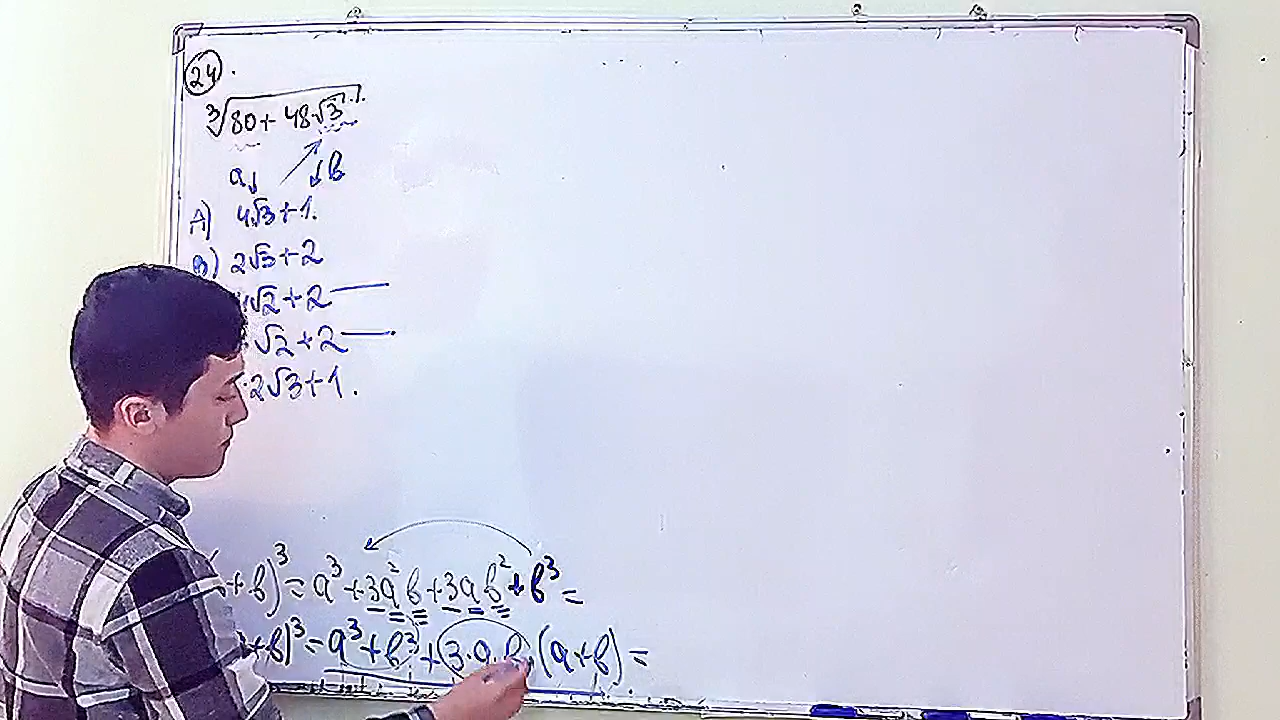 24.
∛80+48·√3
a b
A) 4√3+1.
B) 2√3+2
√2+2
√2+2
2√3+1.
+b)³=a³+3a²b+3ab²+b³=
+b)³=a³+b³+3·a·b·(a+b)=